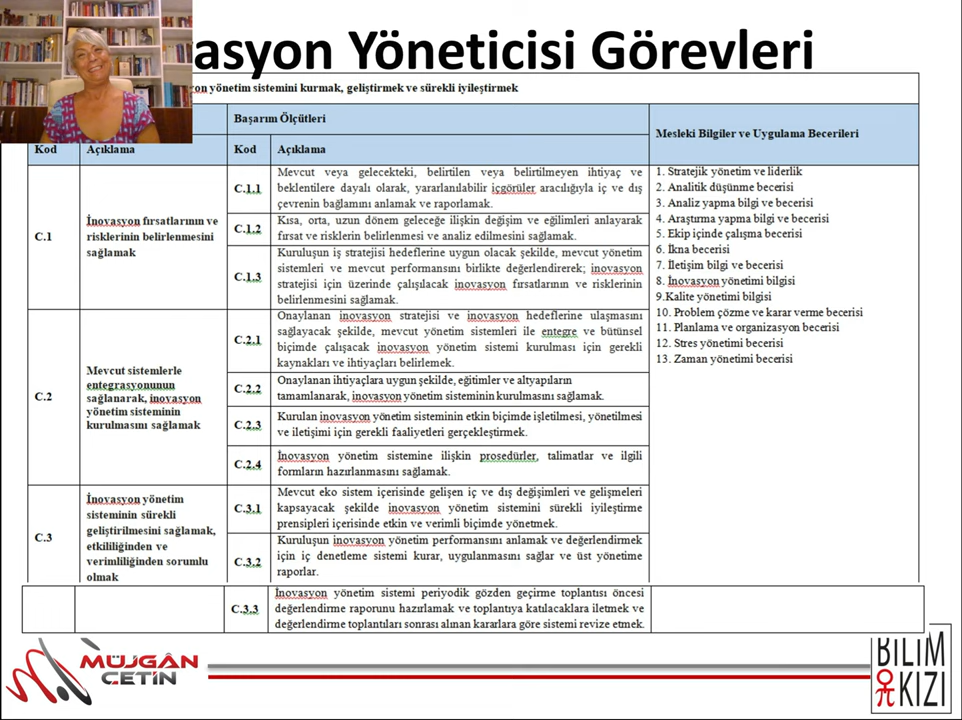 rasyon Yöneticisi Görevleri
on yönetim sistemini kurmak, geliştirmek ve sürekli iyileştirmek
Başarım Ölçütleri
Mesleki Bilgiler ve Uygulama Becerileri
Kod
Açıklama
Kod
Açıklama
C.1
İnovasyon fırsatlarının ve
risklerinin belirlenmesini
sağlamak
C.1.1
Mevcut veya gelecekteki, belirtilen veya belirtilmeyen ihtiyaç ve
beklentilere dayalı olarak, yararlanılabilir içgörüler aracılığıyla iç ve dış
çevrenin bağlamını anlamak ve raporlamak.
C.1.2
Kısa, orta, uzun dönem geleceğe ilişkin değişim ve eğilimleri anlayarak
fırsat ve risklerin belirlenmesi ve analiz edilmesini sağlamak.
C.1.3
Kuruluşun iş stratejisi hedeflerine uygun olacak şekilde, mevcut yönetim
sistemleri ve mevcut performansını birlikte değerlendirerek; inovasyon
stratejisi için üzerinde çalışılacak inovasyon fırsatlarının ve risklerinin
belirlenmesini sağlamak.
1. Stratejik yönetim ve liderlik
2. Analitik düşünme becerisi
3. Analiz yapma bilgi ve becerisi
4. Araştırma yapma bilgi ve becerisi
5. Ekip içinde çalışma becerisi
6. İkna becerisi
7. İletişim bilgi ve becerisi
8. İnovasyon yönetimi bilgisi
9.Kalite yönetimi bilgisi
10. Problem çözme ve karar verme becerisi
11. Planlama ve organizasyon becerisi
12. Stres yönetimi becerisi
13. Zaman yönetimi becerisi
C.2
Mevcut sistemlerle
entegrasyonunun
sağlanarak, inovasyon
yönetim sisteminin
kurulmasını sağlamak
C.2.1
Onaylanan inovasyon stratejisi ve inovasyon hedeflerine ulaşmasını
sağlayacak şekilde, mevcut yönetim sistemleri ile entegre ve bütünsel
biçimde çalışacak inovasyon yönetim sistemi kurulması için gerekli
kaynakları ve ihtiyaçları belirlemek.
C.2.2
Onaylanan ihtiyaçlara uygun şekilde, eğitimler ve altyapıların
tamamlanarak, inovasyon yönetim sisteminin kurulmasını sağlamak.
C.2.3
Kurulan inovasyon yönetim sisteminin etkin biçimde işletilmesi, yönetilmesi
ve iletişimi için gerekli faaliyetleri gerçekleştirmek.
C.2.4
İnovasyon yönetim sistemine ilişkin prosedürler, talimatlar ve ilgili
formların hazırlanmasını sağlamak.
C.3
İnovasyon yönetim
sisteminin sürekli
geliştirilmesini sağlamak,
etkililiğinden ve
verimliliğinden sorumlu
olmak
C.3.1
Mevcut eko sistem içerisinde gelişen iç ve dış değişimleri ve gelişmeleri
kapsayacak şekilde inovasyon yönetim sistemini sürekli iyileştirme
prensipleri içerisinde etkin ve verimli biçimde yönetmek.
C.3.2
Kuruluşun inovasyon yönetim performansını anlamak ve değerlendirmek
için iç denetleme sistemi kurar, uygulanmasını sağlar ve üst yönetime
raporlar.
C.3.3
İnovasyon yönetim sistemi periyodik gözden geçirme toplantısı öncesi
değerlendirme raporunu hazırlamak ve toplantıya katılacaklara iletmek ve
değerlendirme toplantıları sonrası alınan kararlara göre sistemi revize etmek.
MÜJGÂN
ÇETİN
BİLİM
KIZI